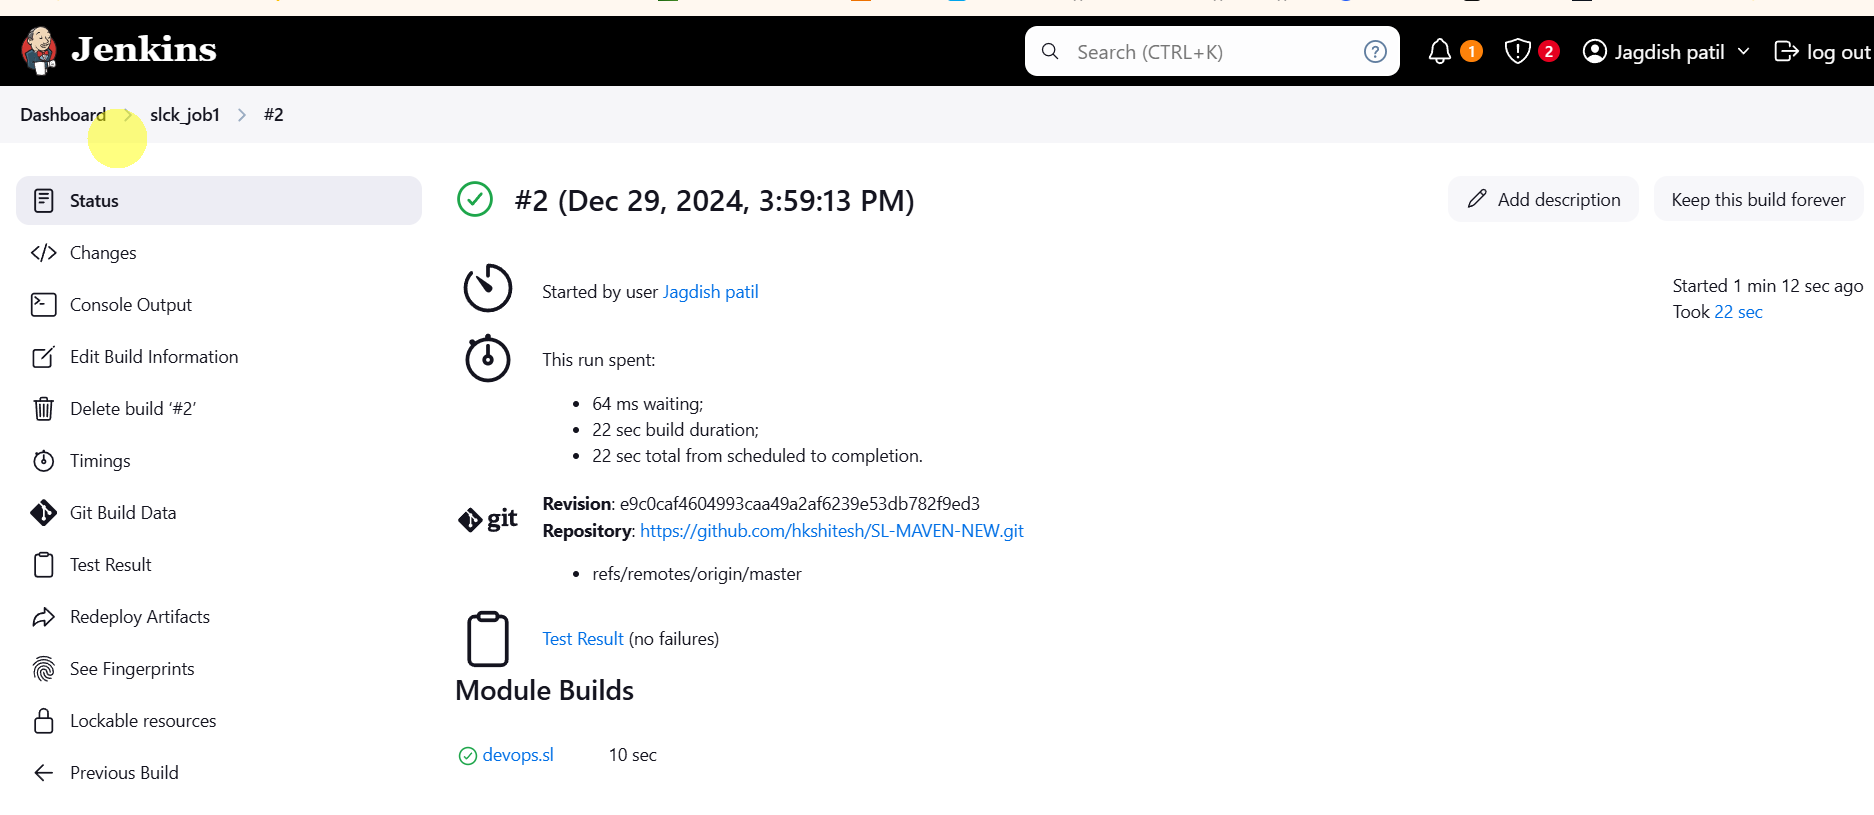 Jenkins
Search (CTRL+K)
?
1
2
Jagdish patil
log out
Dashboard
slck_job1
#2
Status
Changes
Console Output
Edit Build Information
Delete build ‘#2’
Timings
Git Build Data
Test Result
Redeploy Artifacts
See Fingerprints
Lockable resources
Previous Build
#2 (Dec 29, 2024, 3:59:13 PM)
Add description
Keep this build forever
Started by user Jagdish patil
Started 1 min 12 sec ago
Took 22 sec
This run spent:
64 ms waiting;
22 sec build duration;
22 sec total from scheduled to completion.
git
Revision: e9c0caf4604993caa49a2af6239e53db782f9ed3
Repository: https://github.com/hkshitesh/SL-MAVEN-NEW.git
refs/remotes/origin/master
Test Result (no failures)
Module Builds
devops.sl 10 sec